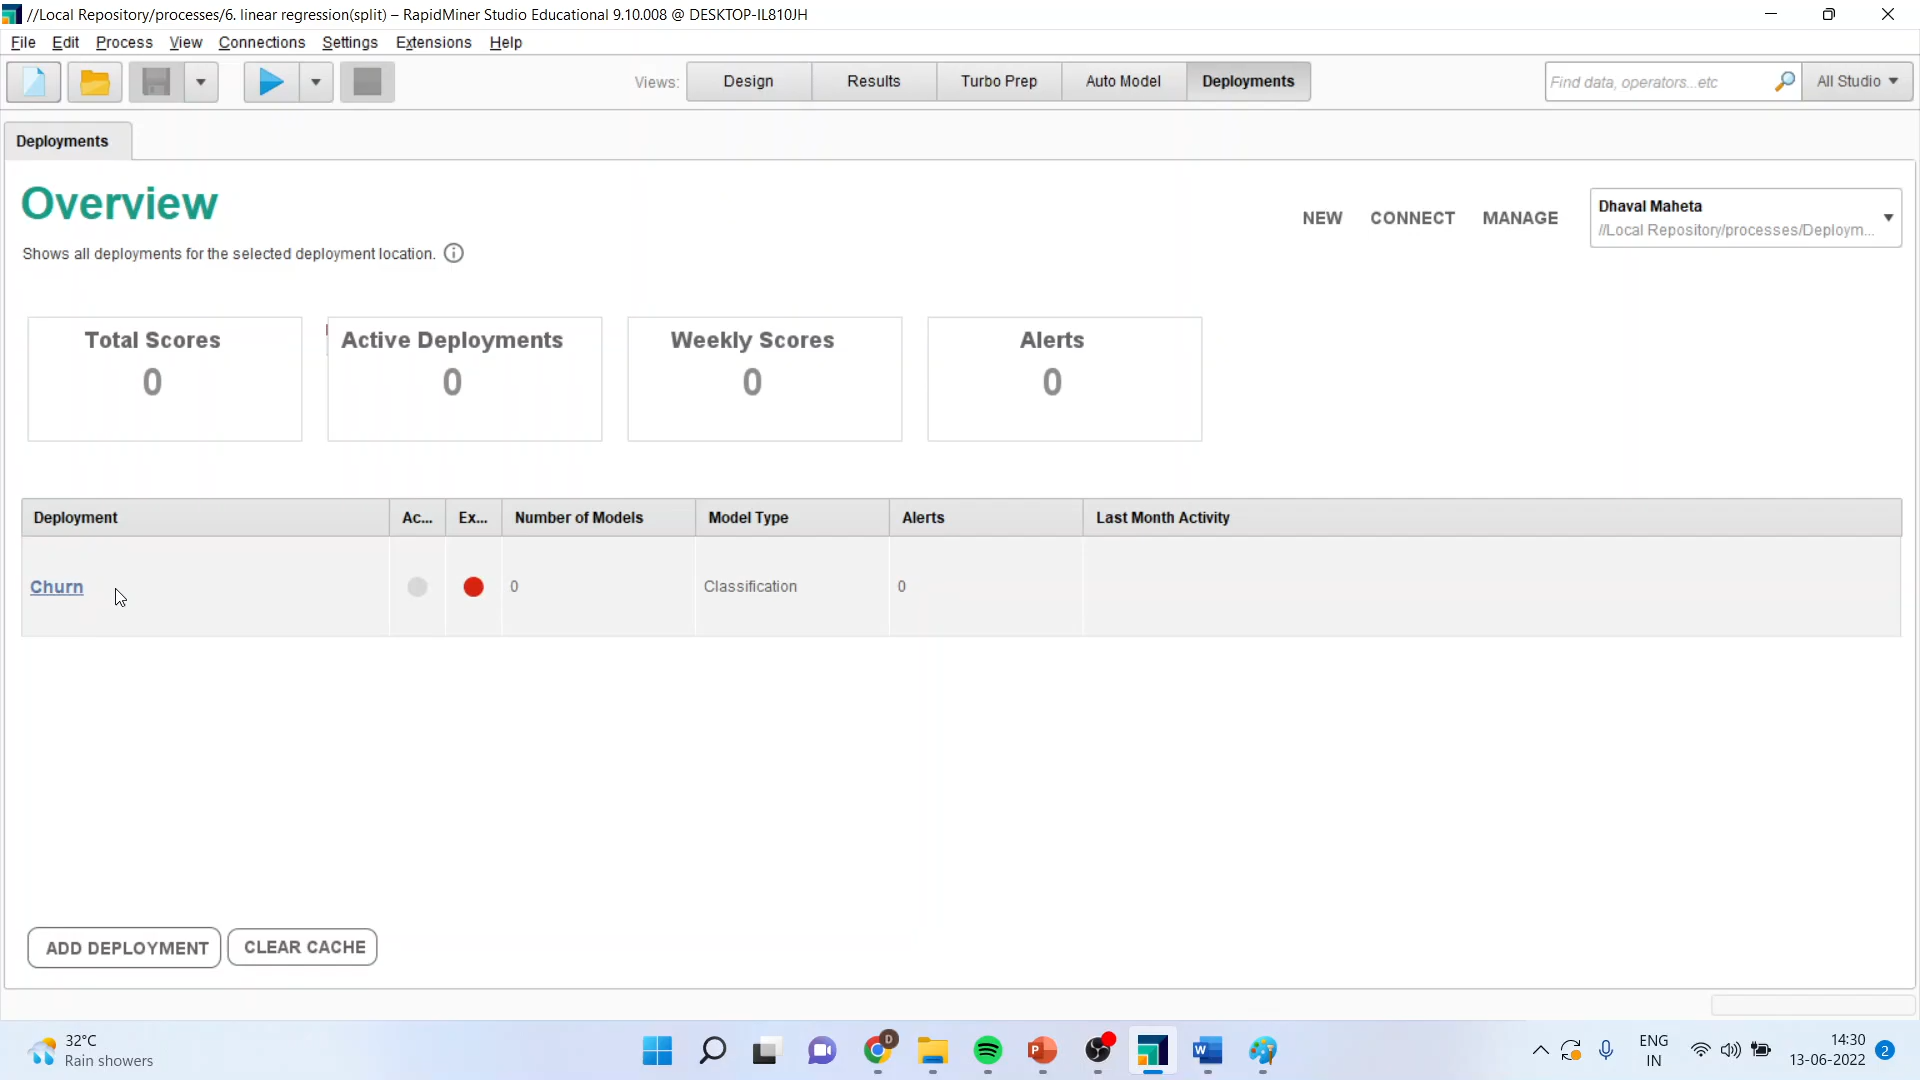 //Local Repository/processes/6. linear regression(split) – RapidMiner Studio Educational 9.10.008 @ DESKTOP-IL810JH
File Edit Process View Connections Settings Extensions Help
Views: Design Results Turbo Prep Auto Model Deployments Find data, operators...etc All Studio
Deployments
Overview
NEW CONNECT MANAGE Dhaval Maheta
//Local Repository/processes/Deploym...
Shows all deployments for the selected deployment location.
Total Scores Active Deployments Weekly Scores Alerts
0 0 0 0
Deployment Ac... Ex... Number of Models Model Type Alerts Last Month Activity
Churn 0 Classification 0
ADD DEPLOYMENT CLEAR CACHE
32°C
Rain showers
D
P
W
ENG
IN
14:30
13-06-2022
2